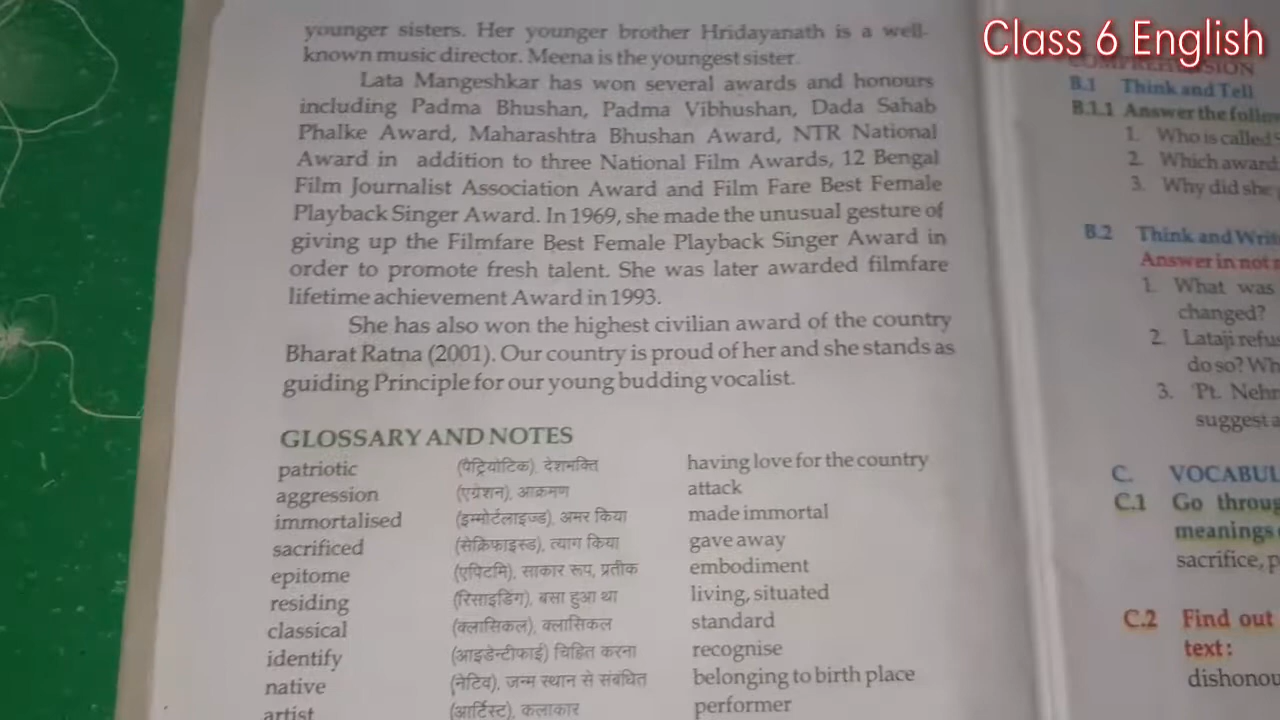 Class 6 English
younger sisters. Her younger brother Hridayanath is a well-
known music director. Meena is the youngest sister.
Lata Mangeshkar has won several awards and honours
including Padma Bhushan, Padma Vibhushan, Dada Sahab
Phalke Award, Maharashtra Bhushan Award, NTR National
Award in addition to three National Film Awards, 12 Bengal
Film Journalist Association Award and Film Fare Best Female
Playback Singer Award. In 1969, she made the unusual gesture of
giving up the Filmfare Best Female Playback Singer Award in
order to promote fresh talent. She was later awarded filmfare
lifetime achievement Award in 1993.
She has also won the highest civilian award of the country
Bharat Ratna (2001). Our country is proud of her and she stands as
guiding Principle for our young budding vocalist.
GLOSSARY AND NOTES
patriotic (पैट्रियोटिक), देशभक्ति having love for the country
aggression (एग्रेशन), आक्रमण attack
immortalised (इम्मोर्टलाइज्ड), अमर किया made immortal
sacrificed (सेक्रिफाइस्ड), त्याग किया gave away
epitome (एपिटमि), साकार रूप, प्रतीक embodiment
residing (रिसाइडिंग), बसा हुआ था living, situated
classical (क्लासिकल), क्लासिकल standard
identify (आइडेन्टीफाई) चिह्नित करना recognise
native (नेटिव), जन्म स्थान से संबंधित belonging to birth place
artist (आर्टिस्ट), कलाकार performer
COMPREHENSION
B.1 Think and Tell
B.1.1 Answer the follow
1. Who is called
2. Which award
3. Why did she
B.2 Think and Writ
Answer in not
1. What was
changed?
2. Lataji refu
do so? Wh
3. 'Pt. Nehr
suggest a
C. VOCABUL
C.1 Go throug
meanings
sacrifice, p
C.2 Find out
text:
dishonou